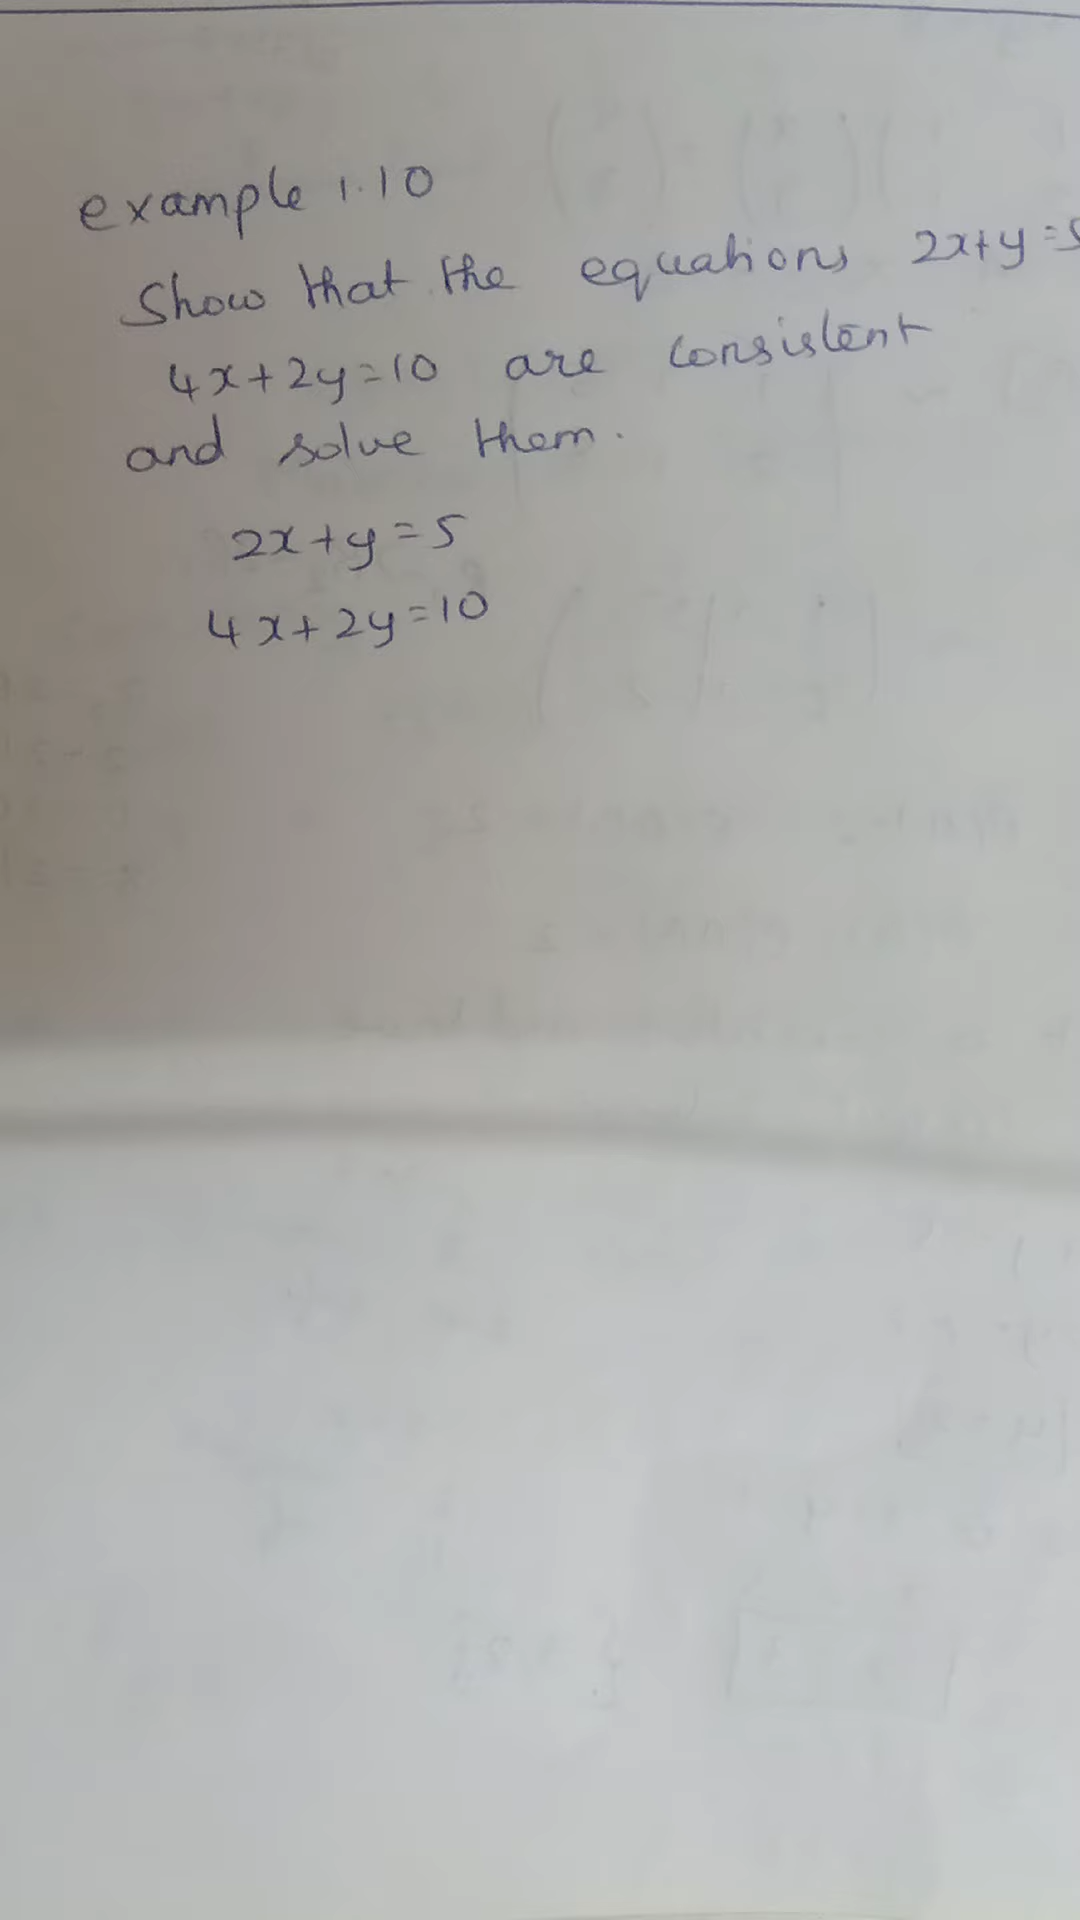 example 1.10
Show that the equations 2x+y=5
4x+2y=10 are consistent
and solve them.
2x+y=5
4x+2y=10